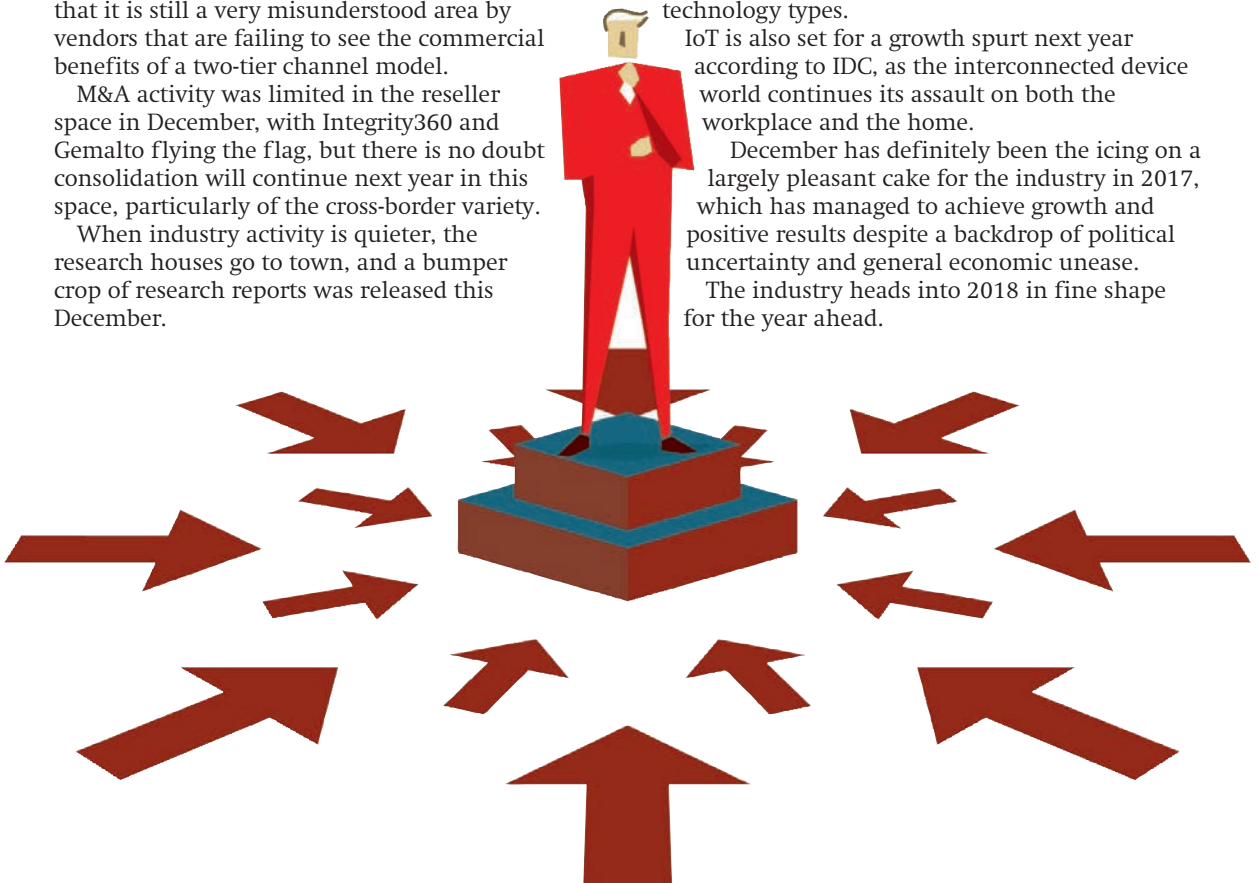 that it is still a very misunderstood area by
vendors that are failing to see the commercial
benefits of a two-tier channel model.
M&A activity was limited in the reseller
space in December, with Integrity360 and
Gemalto flying the flag, but there is no doubt
consolidation will continue next year in this
space, particularly of the cross-border variety.
When industry activity is quieter, the
research houses go to town, and a bumper
crop of research reports was released this
December.
technology types.
IoT is also set for a growth spurt next year
according to IDC, as the interconnected device
world continues its assault on both the
workplace and the home.
December has definitely been the icing on a
largely pleasant cake for the industry in 2017,
which has managed to achieve growth and
positive results despite a backdrop of political
uncertainty and general economic unease.
The industry heads into 2018 in fine shape
for the year ahead.